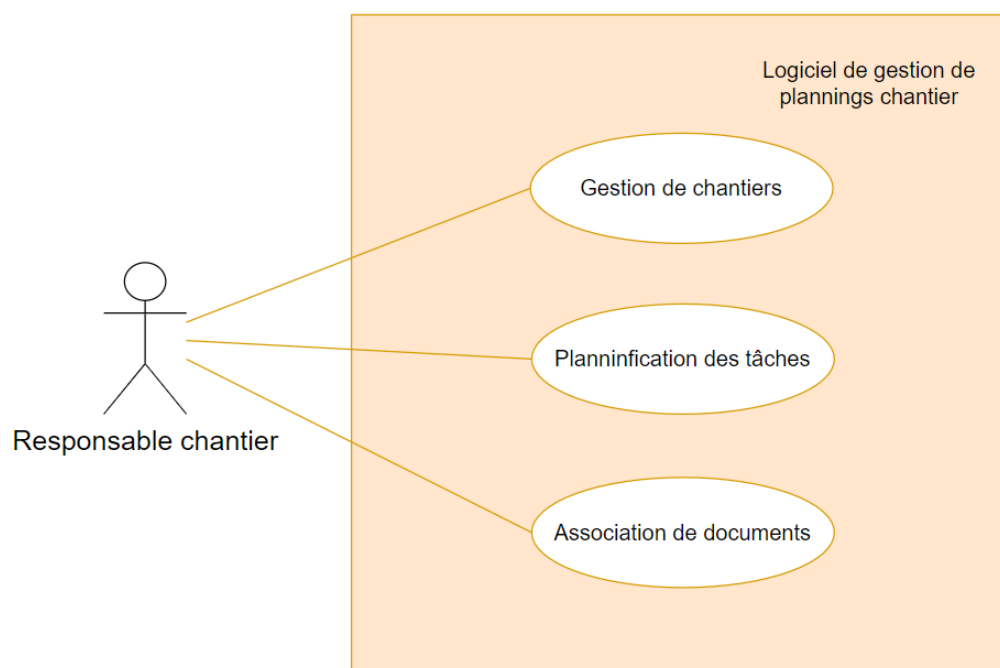 Logiciel de gestion de
plannings chantier
Gestion de chantiers
Planninfication des tâches
Responsable chantier
Association de documents